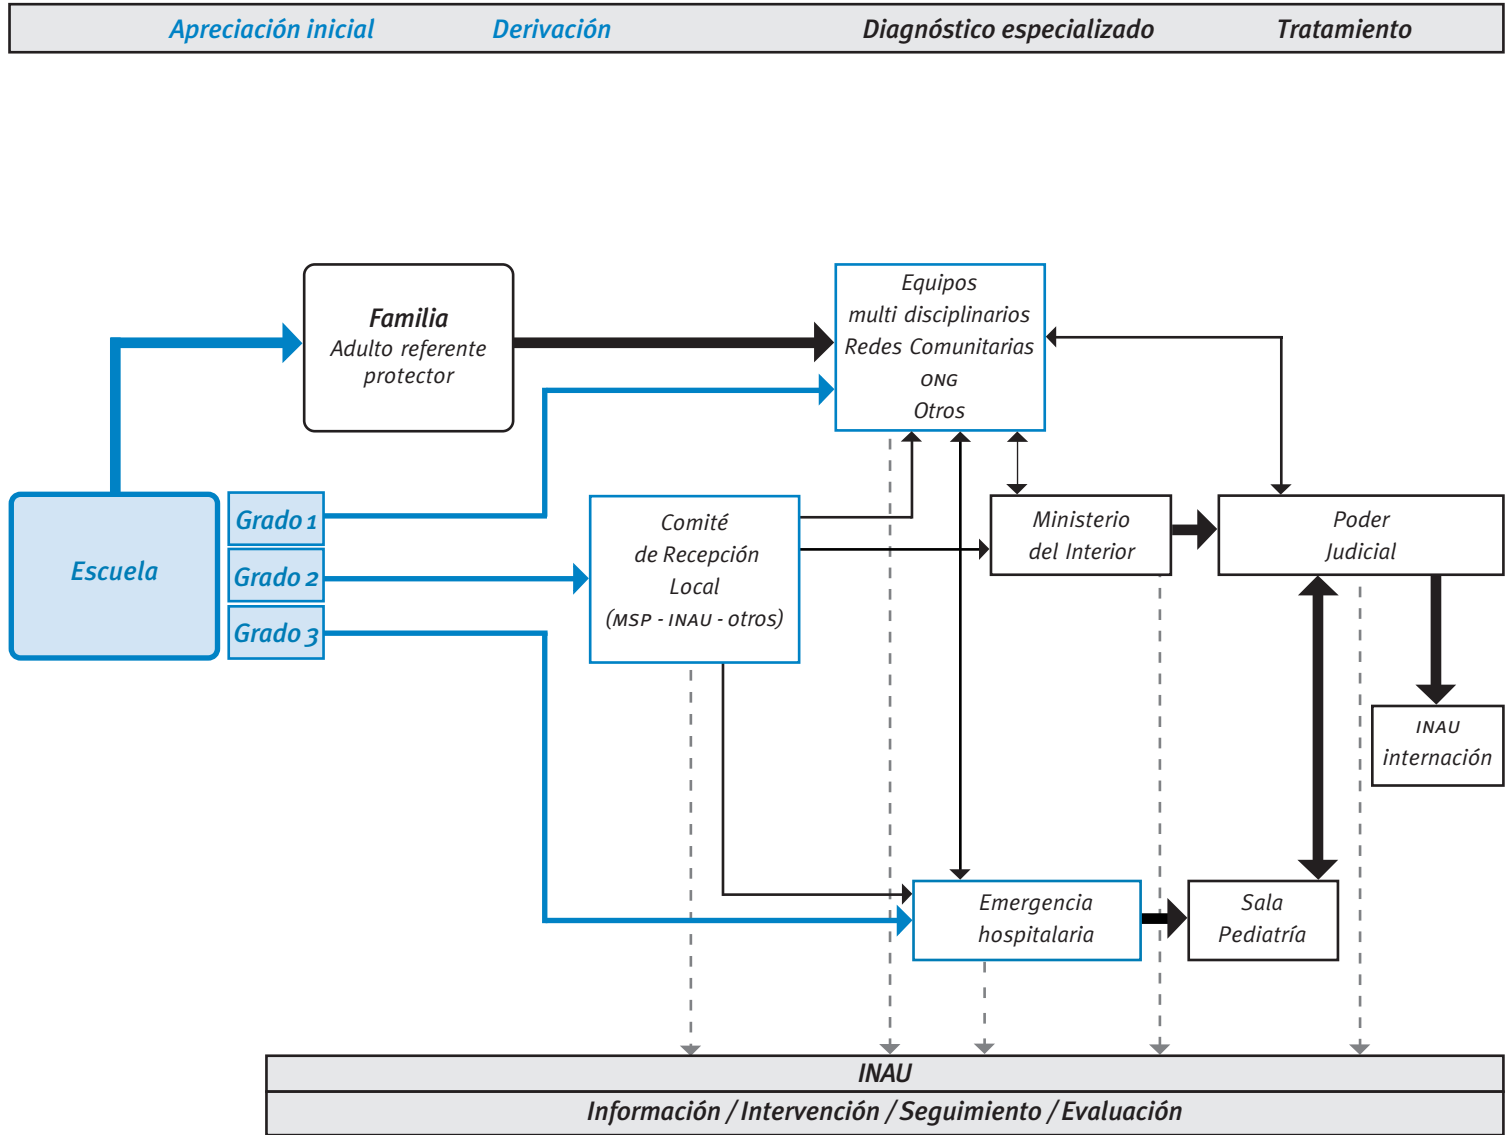 Apreciación inicial
Derivación
Diagnóstico especializado
Tratamiento
Familia
Adulto referente
protector
Equipos
multi disciplinarios
Redes Comunitarias
ONG
Otros
Escuela
Grado 1
Grado 2
Grado 3
Comité
de Recepción
Local
(MSP - INAU - otros)
Ministerio
del Interior
Poder
Judicial
INAU
internación
Emergencia
hospitalaria
Sala
Pediatría
INAU
Información / Intervención / Seguimiento / Evaluación